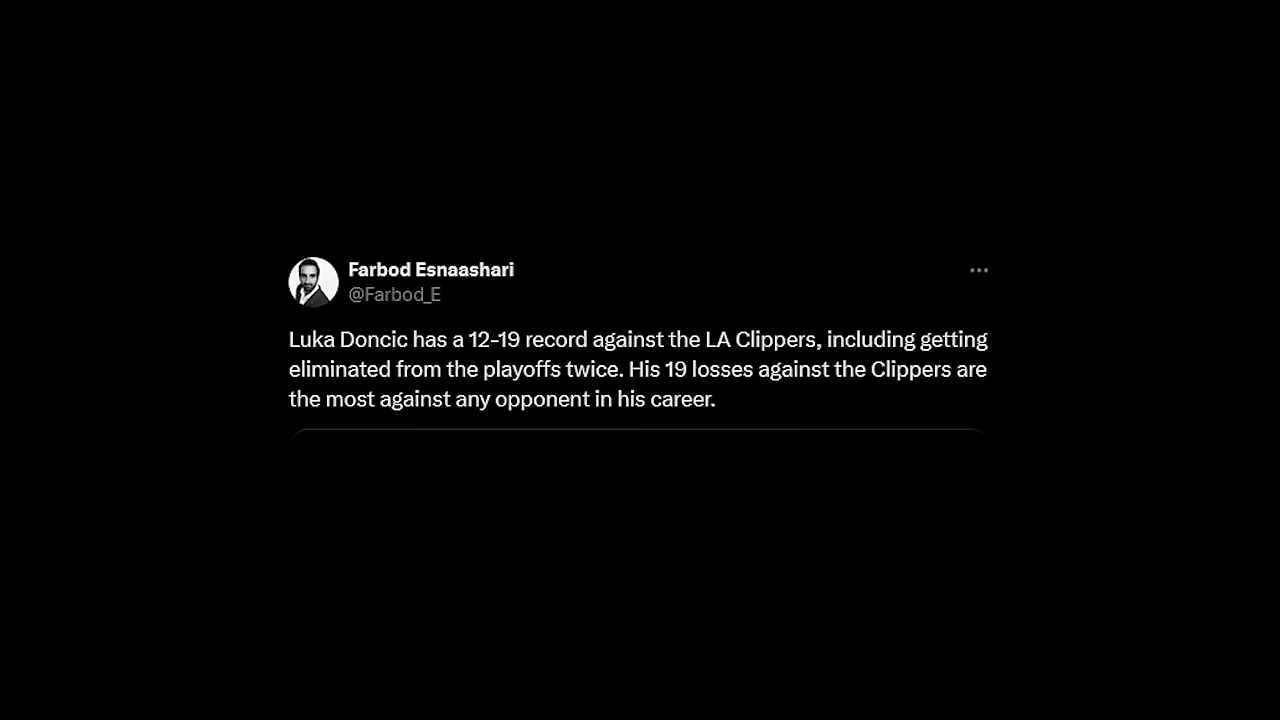 Farbod Esnaashari
@Farbod_E
Luka Doncic has a 12-19 record against the LA Clippers, including getting
eliminated from the playoffs twice. His 19 losses against the Clippers are
the most against any opponent in his career.